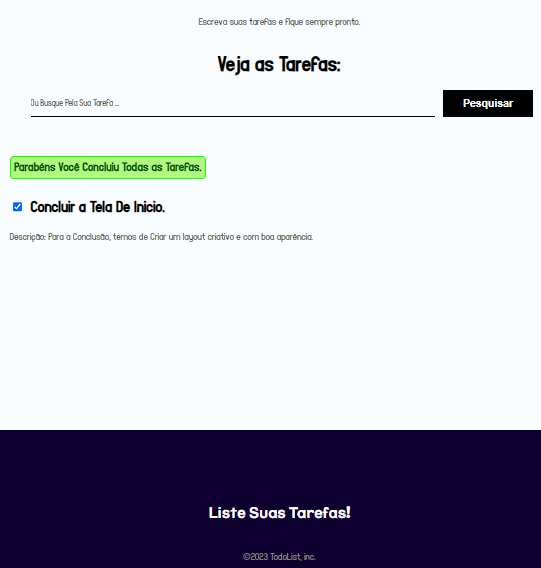 Escreva suas tarefas e fique sempre pronto.
Veja as Tarefas:
Ou Busque Pela Sua Tarefa ...
Pesquisar
Parabéns Você Concluiu Todas as Tarefas.
Concluir a Tela De Inicio.
Descrição: Para a Conclusão, temos de Criar um layout criativo e com boa aparência.
Liste Suas Tarefas!
©2023 TodoList, inc.